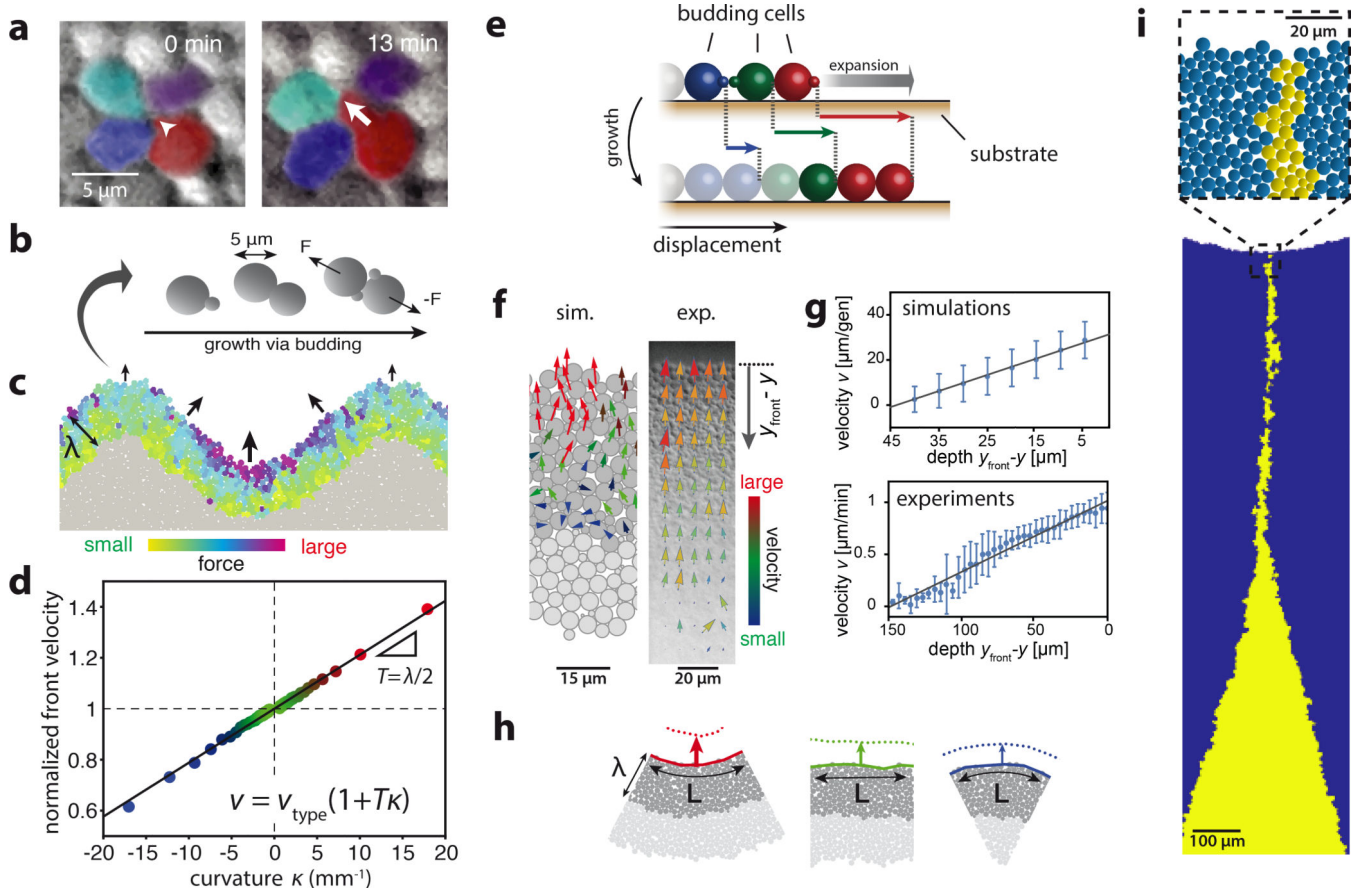 a
0 min
13 min
5 µm
b
5 µm
F
-F
growth via budding
c
λ
small
large
force
d
normalized front velocity
1.4
1.2
1
0.8
0.6
T=λ/2
v = v_type(1+Tκ)
-20 -15 -10 -5 0 5 10 15 20
curvature κ (mm⁻¹)
e
budding cells
expansion
growth
substrate
displacement
f
sim.
exp.
y_front - y
large
velocity
small
15 µm
20 µm
g
simulations
velocity v [µm/gen]
40
20
0
45 35 25 15 5
depth y_front-y [µm]
experiments
velocity v [µm/min]
1
0.5
0
150 100 50 0
depth y_front-y [µm]
h
λ
L
L
L
i
20 µm
100 µm